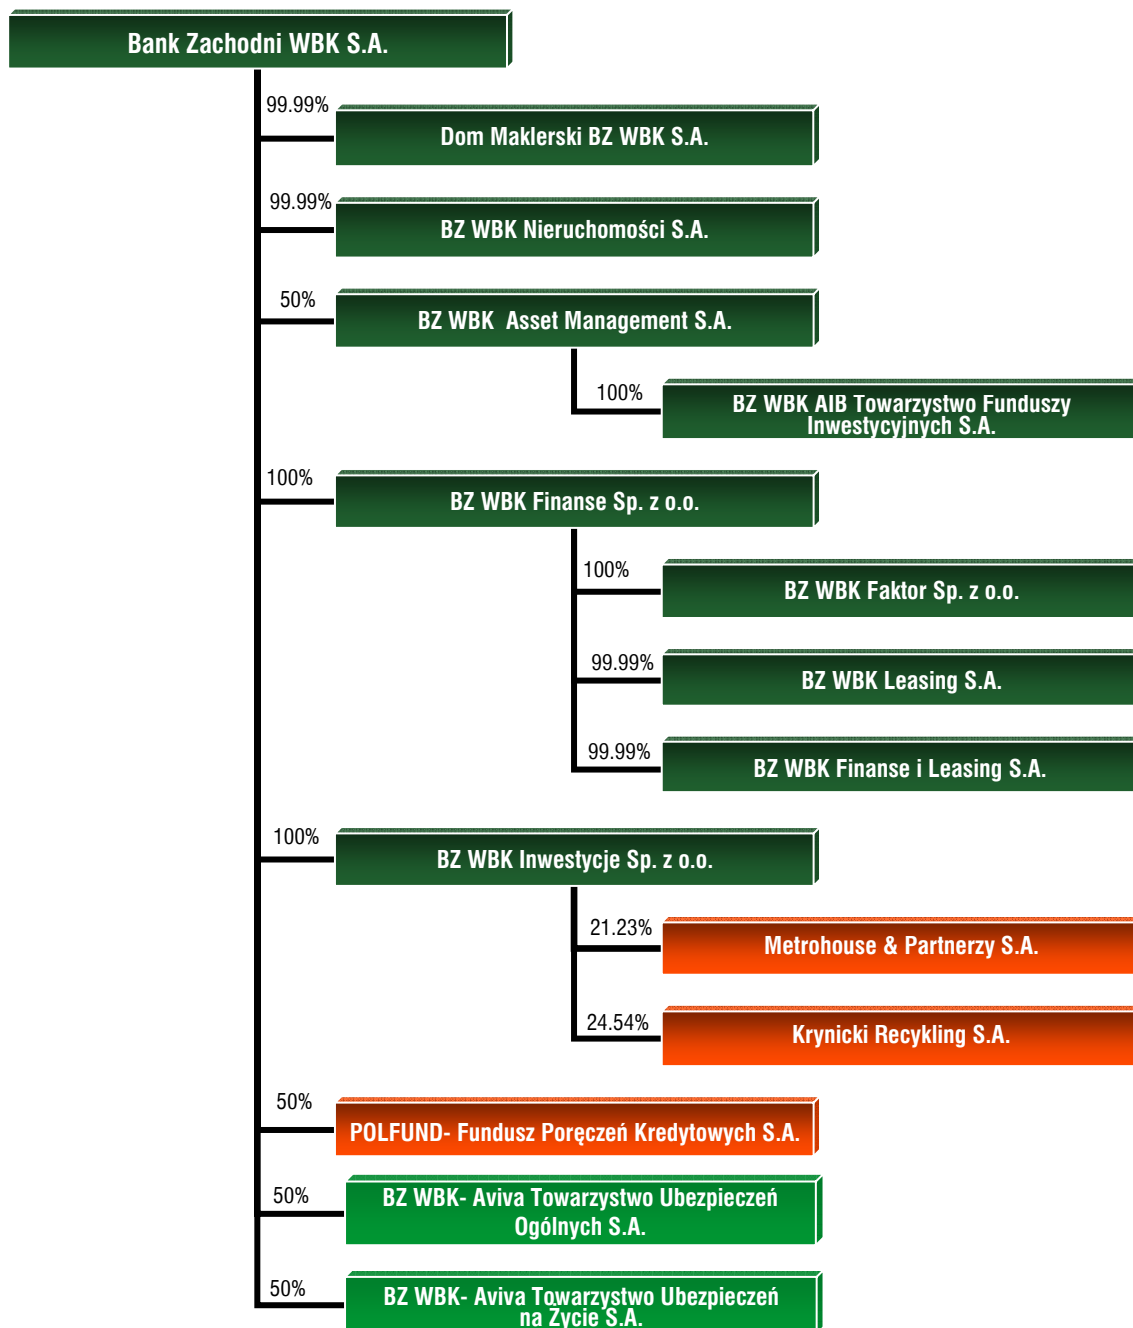 Bank Zachodni WBK S.A.
99.99%
Dom Maklerski BZ WBK S.A.
99.99%
BZ WBK Nieruchomości S.A.
50%
BZ WBK Asset Management S.A.
100%
BZ WBK AIB Towarzystwo Funduszy
Inwestycyjnych S.A.
100%
BZ WBK Finanse Sp. z o.o.
100%
BZ WBK Faktor Sp. z o.o.
99.99%
BZ WBK Leasing S.A.
99.99%
BZ WBK Finanse i Leasing S.A.
100%
BZ WBK Inwestycje Sp. z o.o.
21.23%
Metrohouse & Partnerzy S.A.
24.54%
Krynicki Recykling S.A.
50%
POLFUND- Fundusz Poręczeń Kredytowych S.A.
50%
BZ WBK- Aviva Towarzystwo Ubezpieczeń
Ogólnych S.A.
50%
BZ WBK- Aviva Towarzystwo Ubezpieczeń
na Życie S.A.